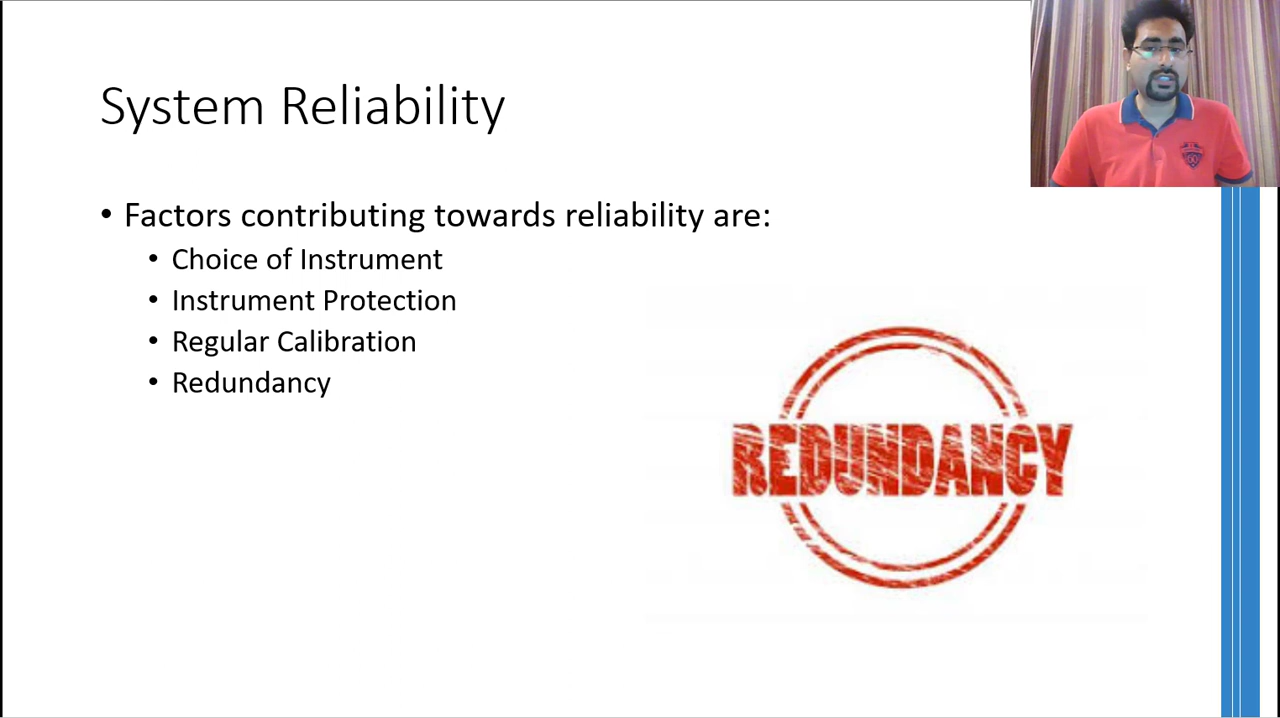 System Reliability
• Factors contributing towards reliability are:
• Choice of Instrument
• Instrument Protection
• Regular Calibration
• Redundancy
REDUNDANCY